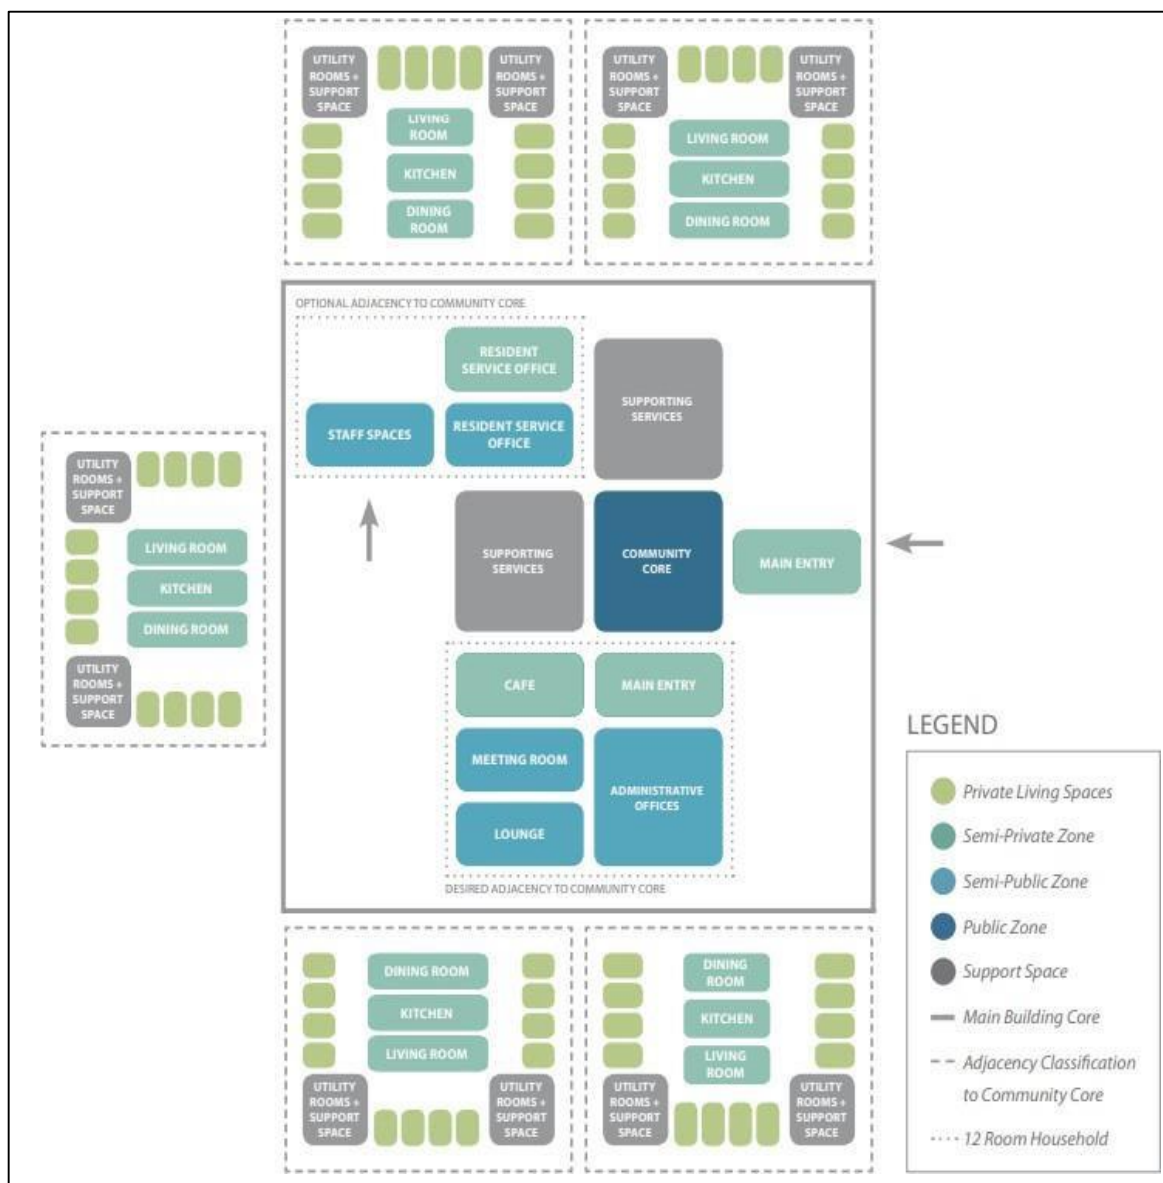 UTILITY
ROOMS +
SUPPORT
SPACE
UTILITY
ROOMS +
SUPPORT
SPACE
LIVING
ROOM
KITCHEN
DINING
ROOM
UTILITY
ROOMS +
SUPPORT
SPACE
UTILITY
ROOMS +
SUPPORT
SPACE
LIVING ROOM
KITCHEN
DINING ROOM
OPTIONAL ADJACENCY TO COMMUNITY CORE
RESIDENT
SERVICE OFFICE
STAFF SPACES
RESIDENT SERVICE
OFFICE
SUPPORTING
SERVICES
UTILITY
ROOMS +
SUPPORT
SPACE
LIVING ROOM
KITCHEN
DINING ROOM
UTILITY
ROOMS +
SUPPORT
SPACE
SUPPORTING
SERVICES
COMMUNITY
CORE
MAIN ENTRY
CAFE
MAIN ENTRY
MEETING ROOM
ADMINISTRATIVE
OFFICES
LOUNGE
DESIRED ADJACENCY TO COMMUNITY CORE
DINING ROOM
KITCHEN
LIVING ROOM
UTILITY
ROOMS +
SUPPORT
SPACE
UTILITY
ROOMS +
SUPPORT
SPACE
DINING
ROOM
KITCHEN
LIVING
ROOM
UTILITY
ROOMS +
SUPPORT
SPACE
UTILITY
ROOMS +
SUPPORT
SPACE
LEGEND
Private Living Spaces
Semi-Private Zone
Semi-Public Zone
Public Zone
Support Space
Main Building Core
Adjacency Classification
to Community Core
12 Room Household